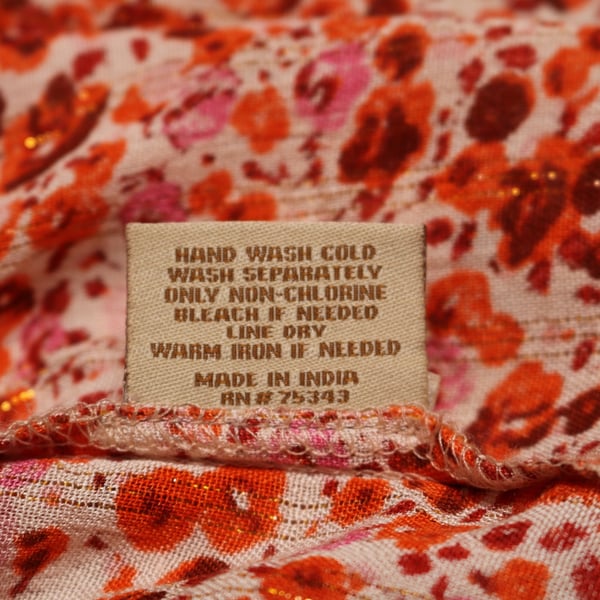 HAND WASH COLD
WASH SEPARATELY
ONLY NON-CHLORINE
BLEACH IF NEEDED
LINE DRY
WARM IRON IF NEEDED
MADE IN INDIA
RN# 75343